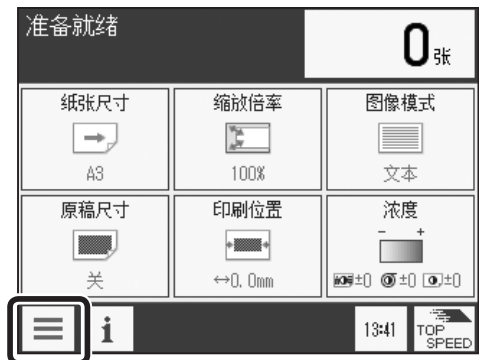 准备就绪
0张
纸张尺寸
缩放倍率
图像模式
A3
100%
文本
原稿尺寸
印刷位置
浓度
- +
关
↔0.0mm
±0 ±0 ±0
i
13:41
TOP
SPEED